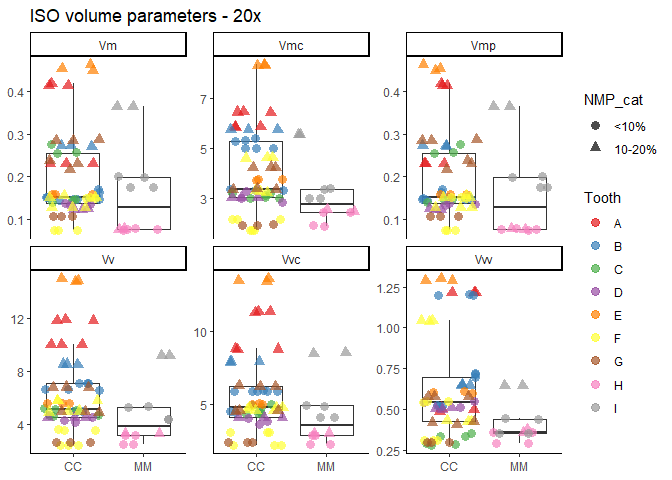 ISO volume parameters - 20x
Vm Vmc Vmp
0.4 0.3 0.2 0.1
7 5 3
0.4 0.3 0.2 0.1
Vv Vvc Vvv
12 8 4
10 5
1.25 1.00 0.75 0.50 0.25
CC MM CC MM CC MM
NMP_cat
<10%
10-20%
Tooth
A
B
C
D
E
F
G
H
I